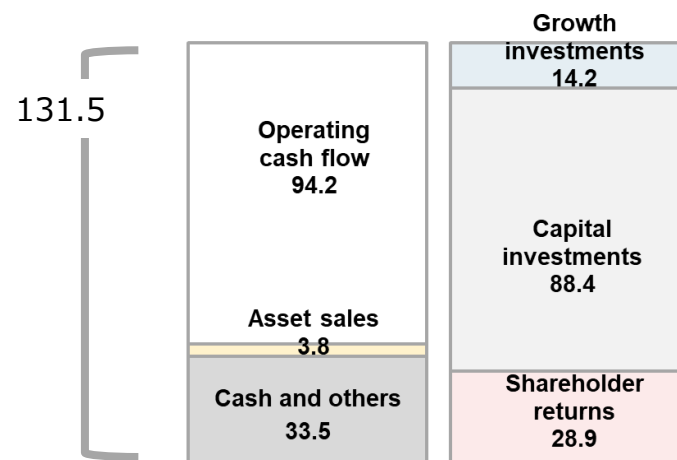 131.5
Operating
cash flow
94.2
Asset sales
3.8
Cash and others
33.5
Growth
investments
14.2
Capital
investments
88.4
Shareholder
returns
28.9